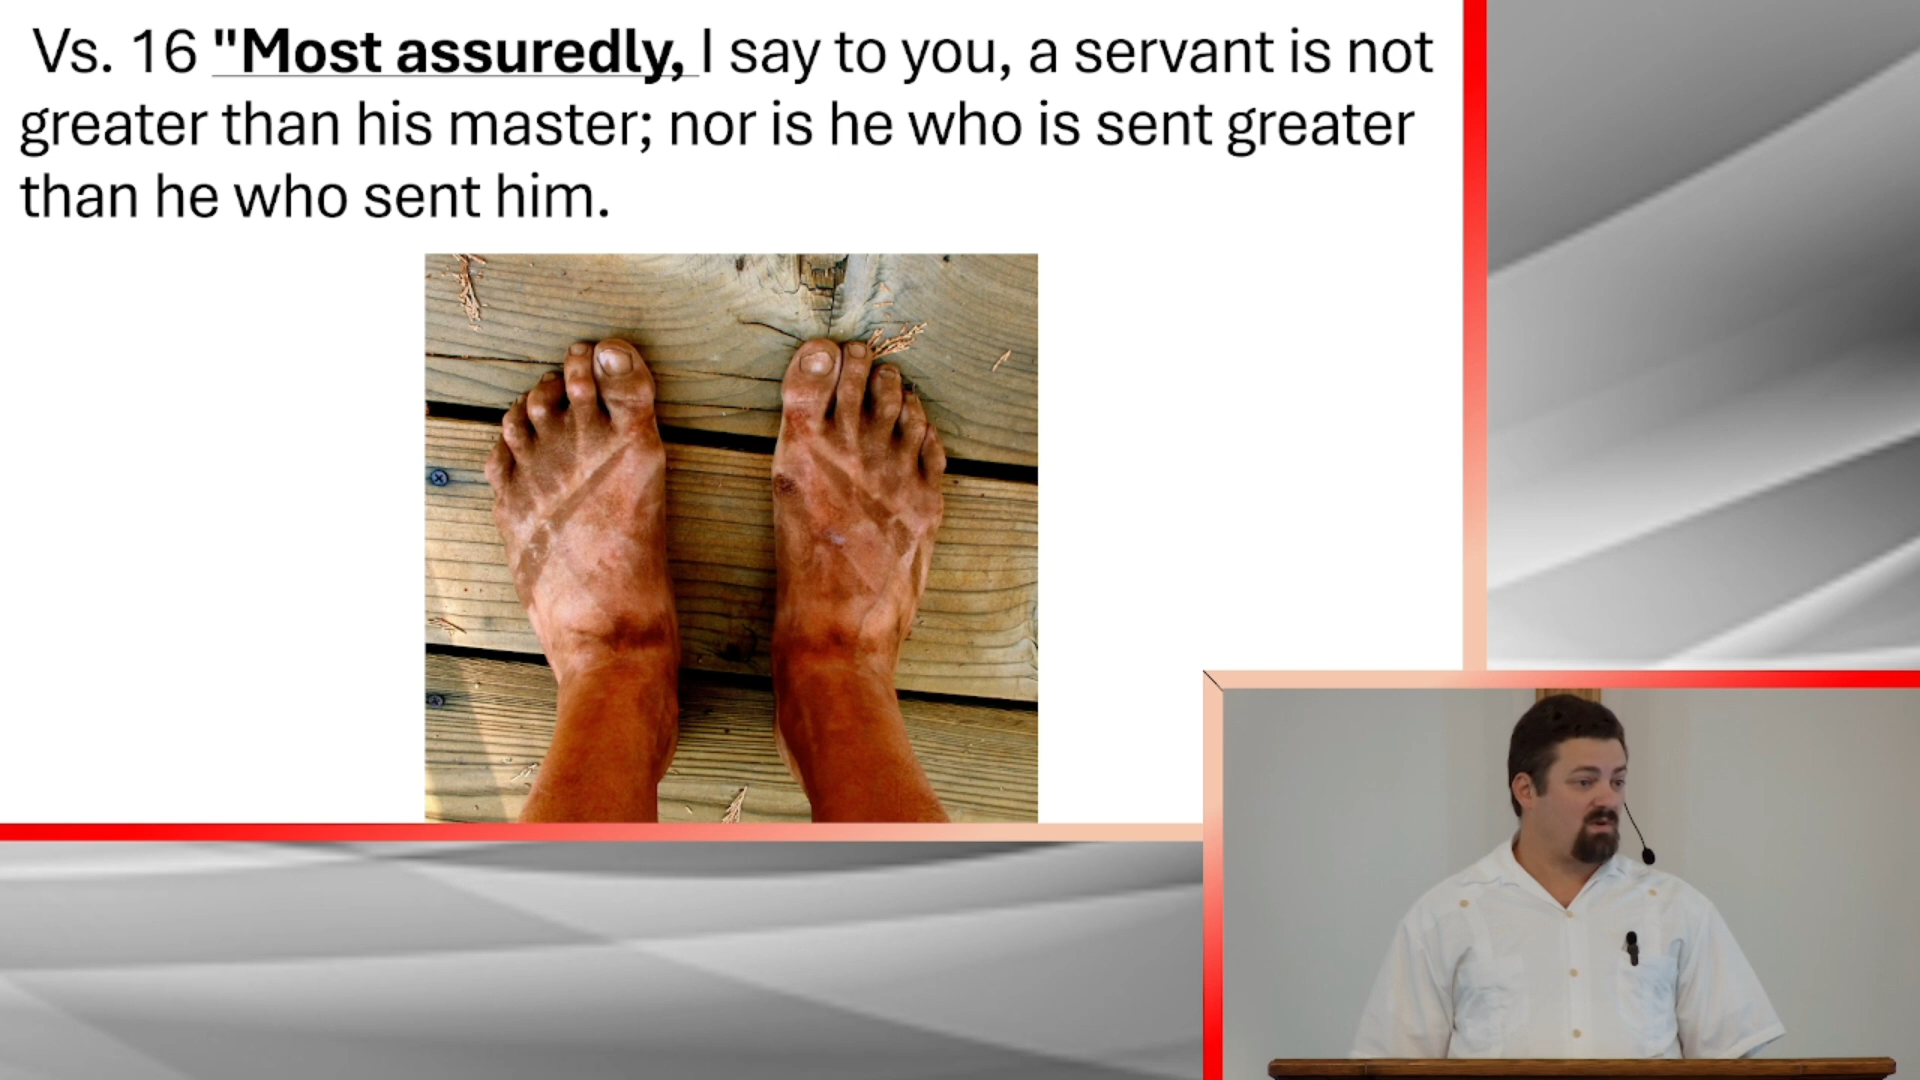 Vs. 16 "Most assuredly, I say to you, a servant is not
greater than his master; nor is he who is sent greater
than he who sent him.